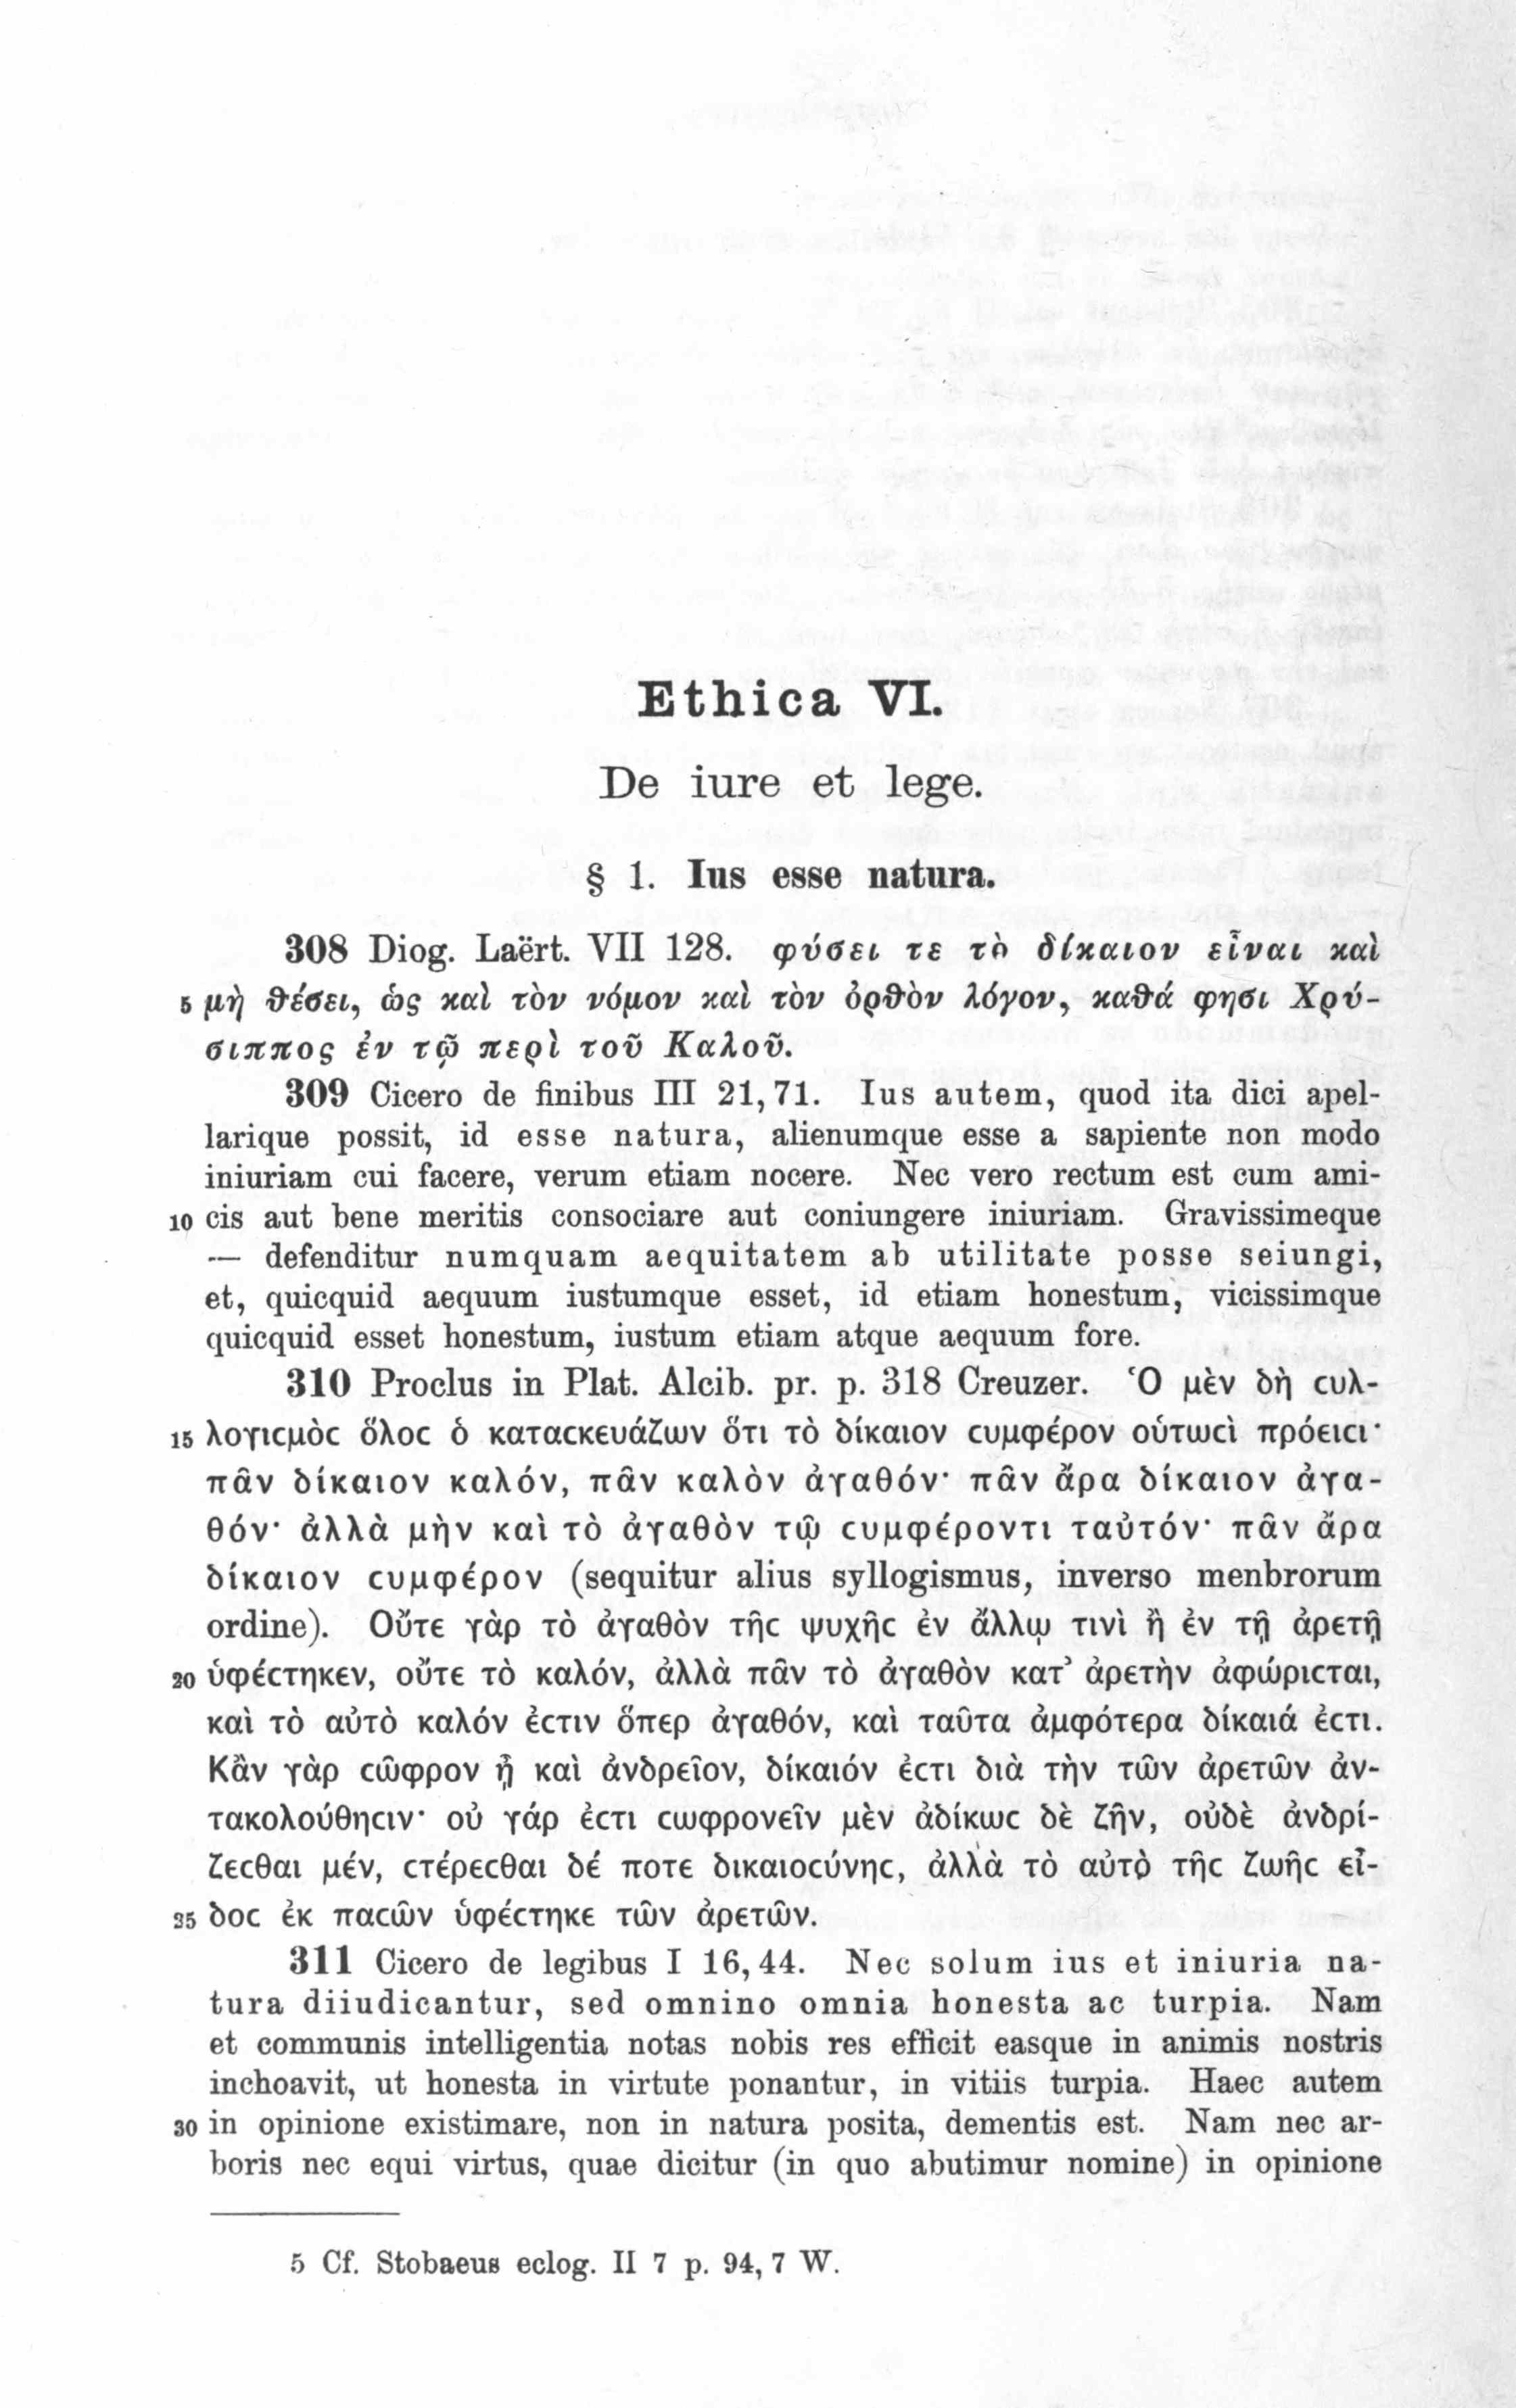 Ethica VI.
De iure et lege.
§ 1. Ius esse natura.
308 Diog. Laërt. VII 128. φύσει τε τὸ δίκαιον εἶναι καὶ
5 μὴ θέσει, ὡς καὶ τὸν νόμον καὶ τὸν ὀρθὸν λόγον, καθά φησι Χρύ-
σιππος ἐν τῷ περὶ τοῦ Καλοῦ.
309 Cicero de finibus III 21, 71. Ius autem, quod ita dici apel-
larique possit, id esse natura, alienumque esse a sapiente non modo
iniuriam cui facere, verum etiam nocere. Nec vero rectum est cum ami-
10 cis aut bene meritis consociare aut coniungere iniuriam. Gravissimeque
— defenditur numquam aequitatem ab utilitate posse seiungi,
et, quicquid aequum iustumque esset, id etiam honestum, vicissimque
quicquid esset honestum, iustum etiam atque aequum fore.
310 Proclus in Plat. Alcib. pr. p. 318 Creuzer. Ὁ μὲν δὴ ϲυλ-
15 λογιϲμὸϲ ὅλοϲ ὁ καταϲκευάζων ὅτι τὸ δίκαιον ϲυμφέρον οὑτωϲὶ πρόειϲι·
πᾶν δίκαιον καλόν, πᾶν καλὸν ἀγαθόν· πᾶν ἄρα δίκαιον ἀγα-
θόν· ἀλλὰ μὴν καὶ τὸ ἀγαθὸν τῷ ϲυμφέροντι ταὐτόν· πᾶν ἄρα
δίκαιον ϲυμφέρον (sequitur alius syllogismus, inverso menbrorum
ordine). Οὔτε γὰρ τὸ ἀγαθὸν τῆϲ ψυχῆϲ ἐν ἄλλῳ τινὶ ἢ ἐν τῇ ἀρετῇ
20 ὑφέϲτηκεν, οὔτε τὸ καλόν, ἀλλὰ πᾶν τὸ ἀγαθὸν κατ᾽ ἀρετὴν ἀφώριϲται,
καὶ τὸ αὐτὸ καλόν ἐϲτιν ὅπερ ἀγαθόν, καὶ ταῦτα ἀμφότερα δίκαιά ἐϲτι.
Κἂν γὰρ ϲῶφρον ᾖ καὶ ἀνδρεῖον, δίκαιόν ἐϲτι διὰ τὴν τῶν ἀρετῶν ἀν-
τακολούθηϲιν· οὐ γάρ ἐϲτι ϲωφρονεῖν μὲν ἀδίκωϲ δὲ ζῆν, οὐδὲ ἀνδρί-
ζεϲθαι μέν, ϲτέρεϲθαι δέ ποτε δικαιοϲύνηϲ, ἀλλὰ τὸ αὐτὸ τῆϲ ζωῆϲ εἶ-
25 δοϲ ἐκ παϲῶν ὑφέϲτηκε τῶν ἀρετῶν.
311 Cicero de legibus I 16, 44. Nec solum ius et iniuria na-
tura diiudicantur, sed omnino omnia honesta ac turpia. Nam
et communis intelligentia notas nobis res efficit easque in animis nostris
inchoavit, ut honesta in virtute ponantur, in vitiis turpia. Haec autem
30 in opinione existimare, non in natura posita, dementis est. Nam nec ar-
boris nec equi virtus, quae dicitur (in quo abutimur nomine) in opinione
5 Cf. Stobaeus eclog. II 7 p. 94, 7 W.